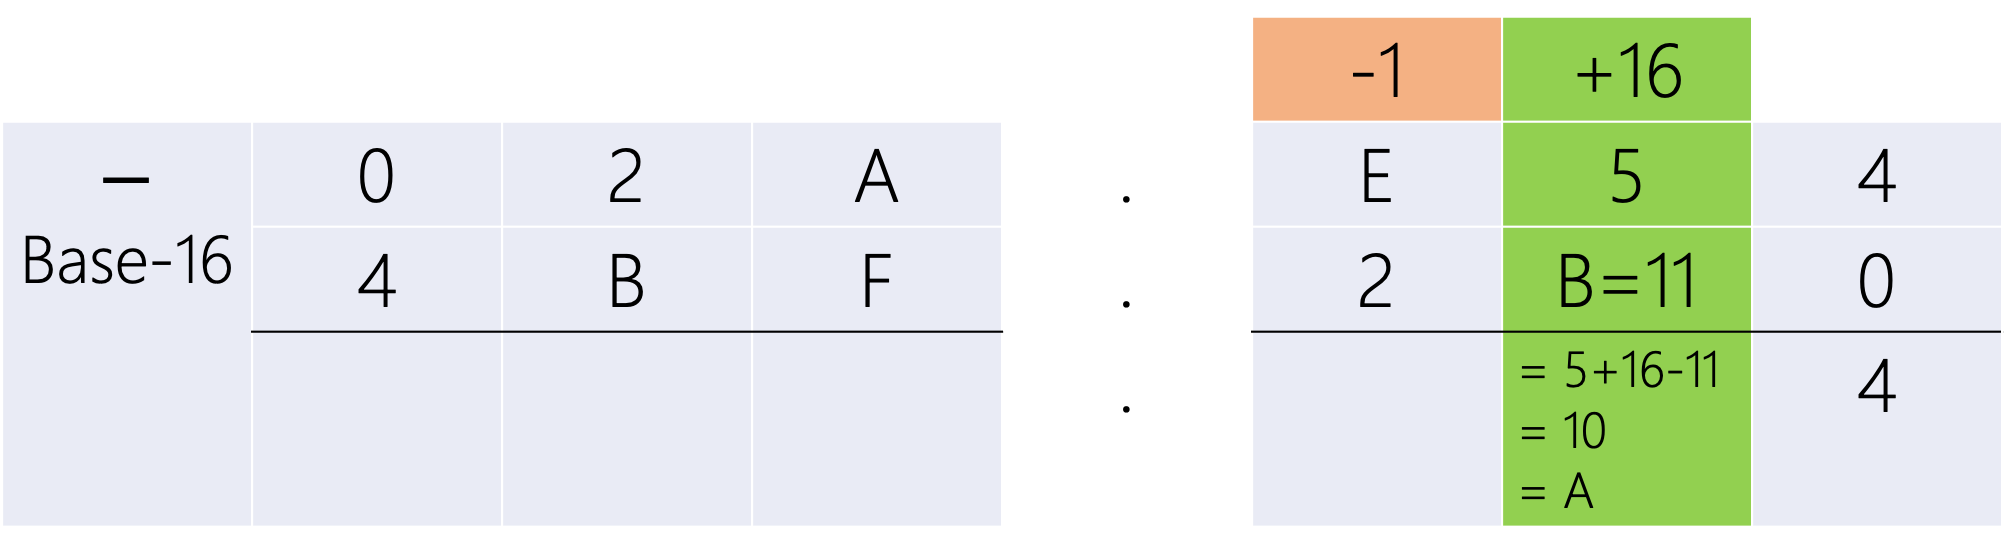 -1 +16
– 0 2 A . E 5 4
Base-16 4 B F . 2 B=11 0
. = 5+16-11 4
= 10
= A